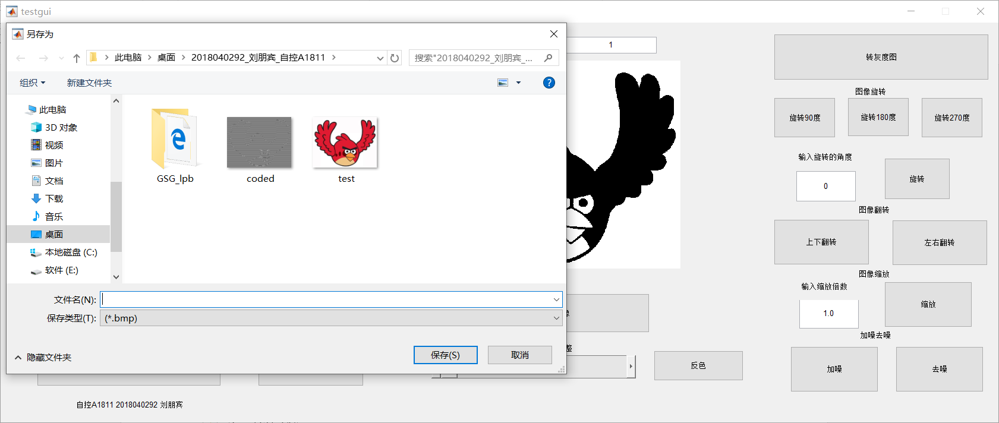 testgui
另存为
此电脑 桌面 2018040292_刘朋宾_自控A1811
搜索"2018040292_刘朋宾_...
组织 新建文件夹
?
此电脑
3D 对象
视频
图片
文档
下载
音乐
桌面
本地磁盘 (C:)
软件 (E:)
GSG_lpb
coded
test
文件名(N):
保存类型(T): (*.bmp)
隐藏文件夹
保存(S) 取消
1
转灰度图
图像旋转
旋转90度 旋转180度 旋转270度
输入旋转的角度
0
旋转
图像翻转
上下翻转 左右翻转
图像缩放
输入缩放倍数
1.0
缩放
加噪去噪
加噪 去噪
整
反色
自控A1811 2018040292 刘朋宾